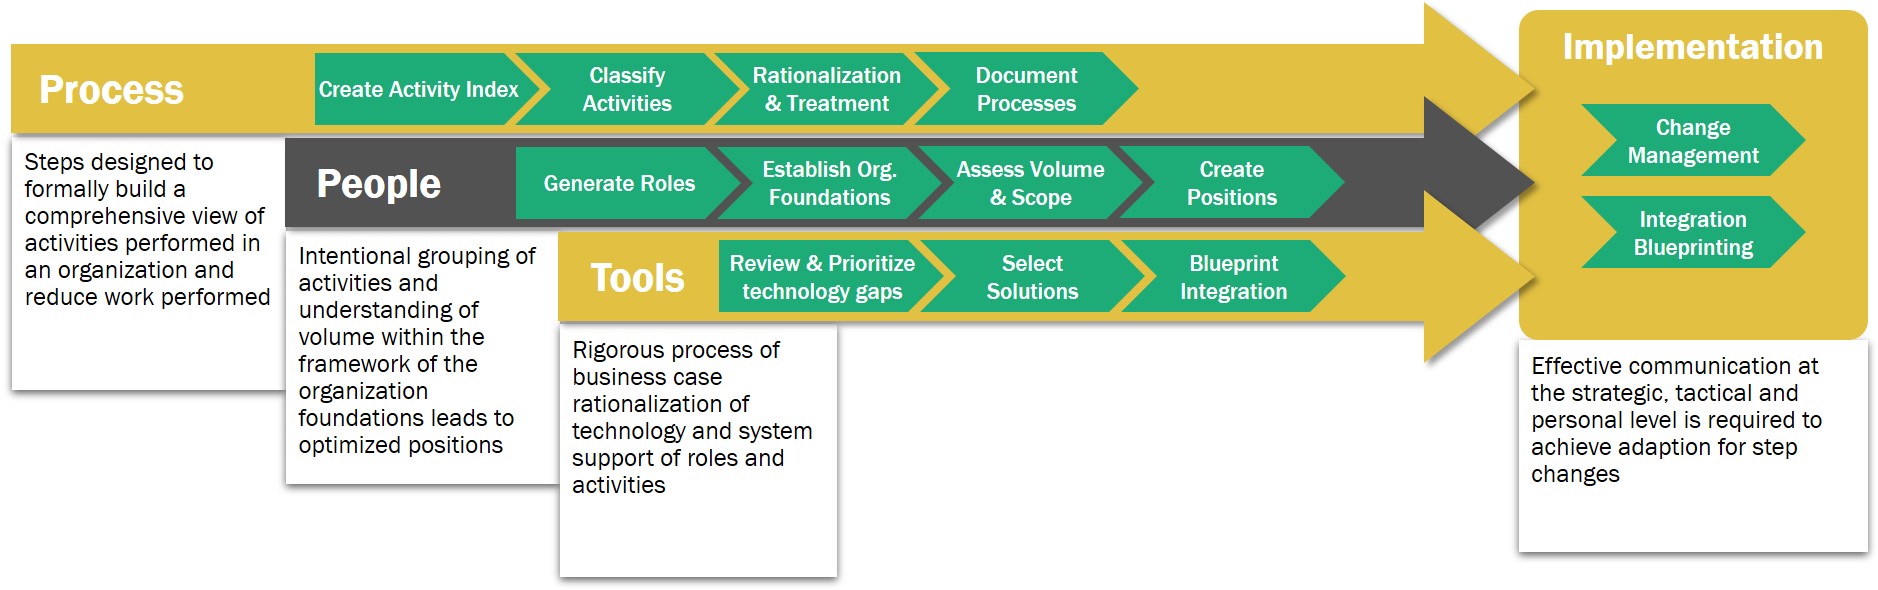 Process
Create Activity Index
Classify
Activities
Rationalization
& Treatment
Document
Processes
Steps designed to
formally build a
comprehensive view of
activities performed in
an organization and
reduce work performed
People
Generate Roles
Establish Org.
Foundations
Assess Volume
& Scope
Create
Positions
Intentional grouping of
activities and
understanding of
volume within the
framework of the
organization
foundations leads to
optimized positions
Tools
Review & Prioritize
technology gaps
Select
Solutions
Blueprint
Integration
Rigorous process of
business case
rationalization of
technology and system
support of roles and
activities
Implementation
Change
Management
Integration
Blueprinting
Effective communication at
the strategic, tactical and
personal level is required to
achieve adaption for step
changes